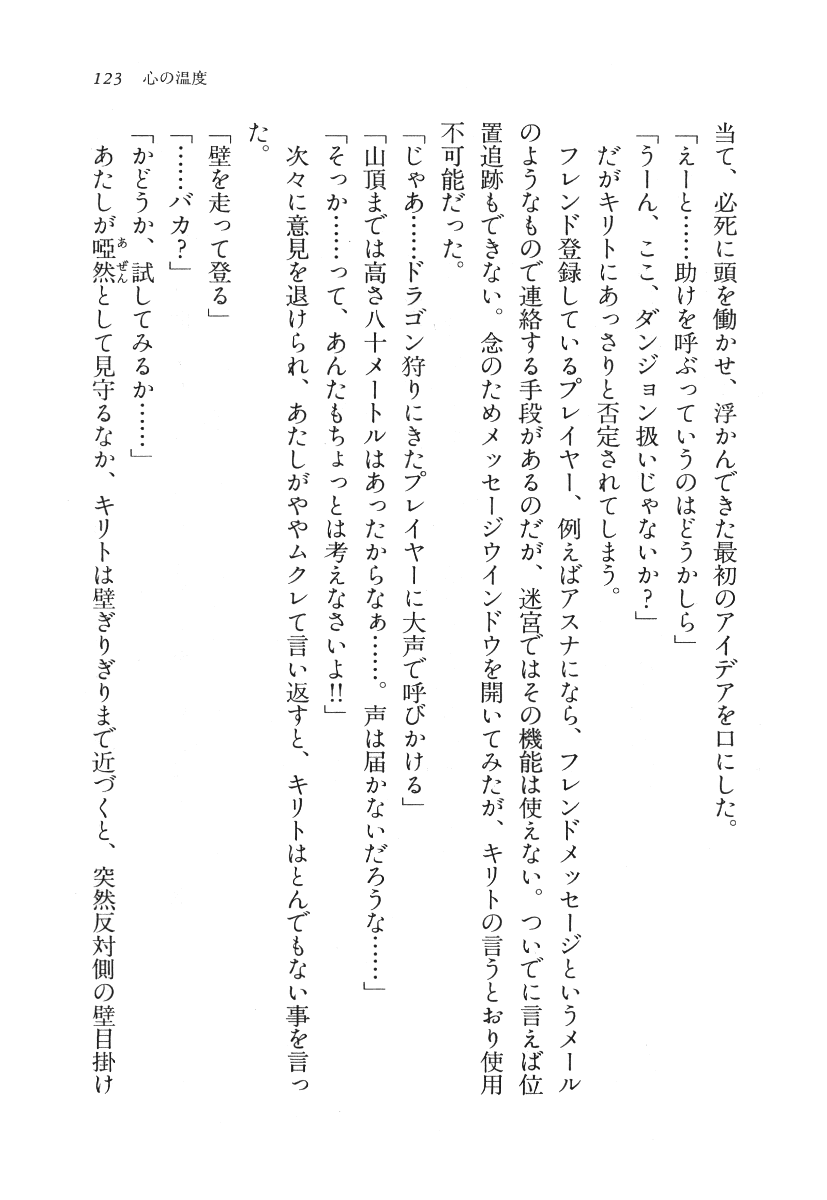 123 心の温度
当て、必死に頭を働かせ、浮かんできた最初のアイデアを口にした。
「えーと……助けを呼ぶっていうのはどうかしら」
「うーん、ここ、ダンジョン扱いじゃないか？」
だがキリトにあっさりと否定されてしまう。
フレンド登録しているプレイヤー、例えばアスナになら、フレンドメッセージというメール
のようなもので連絡する手段があるのだが、迷宮ではその機能は使えない。ついでに言えば位
置追跡もできない。念のためメッセージウインドウを開いてみたが、キリトの言うとおり使用
不可能だった。
「じゃあ……ドラゴン狩りにきたプレイヤーに大声で呼びかける」
「山頂までは高さ八十メートルはあったからなぁ……。声は届かないだろうな……」
「そっか……って、あんたもちょっとは考えなさいよ!!」
次々に意見を退けられ、あたしがややムクレて言い返すと、キリトはとんでもない事を言っ
た。
「壁を走って登る」
「……バカ？」
「かどうか、試してみるか……」
あたしが啞然として見守るなか、キリトは壁ぎりぎりまで近づくと、突然反対側の壁目掛け